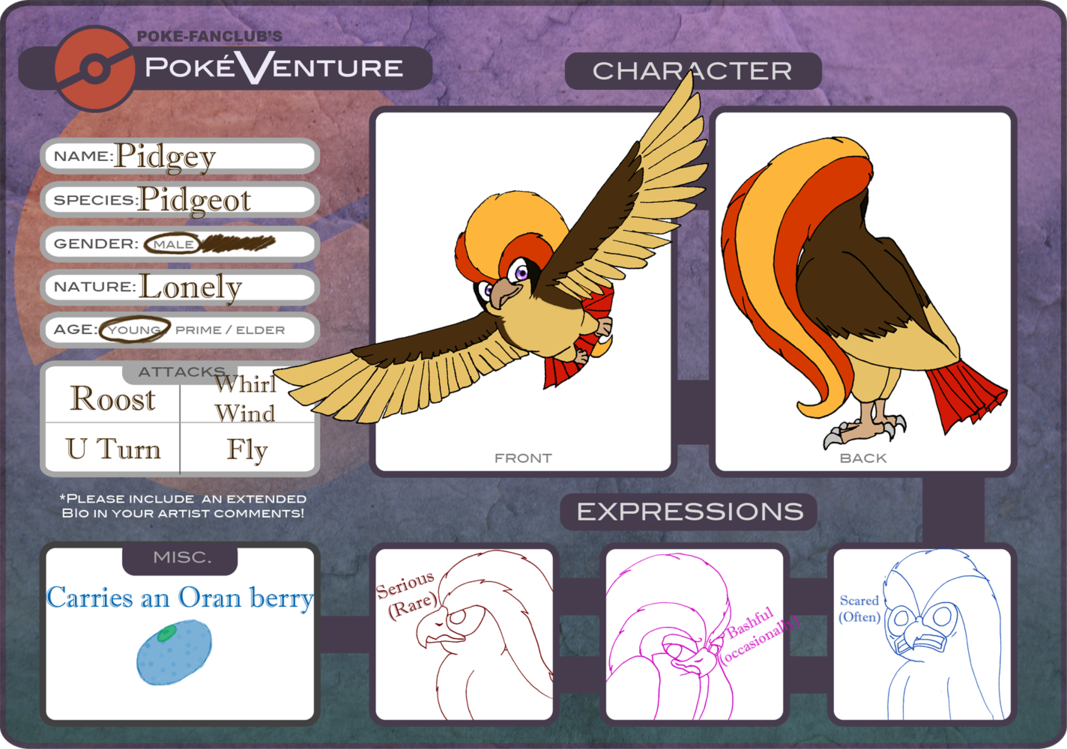 POKE-FANCLUB'S
POKÉVENTURE
CHARACTER
NAME: Pidgey
SPECIES: Pidgeot
GENDER: MALE
NATURE: Lonely
AGE: YOUNG PRIME / ELDER
ATTACKS
Roost
Whirl
Wind
U Turn
Fly
FRONT
BACK
*PLEASE INCLUDE AN EXTENDED
BIO IN YOUR ARTIST COMMENTS!
EXPRESSIONS
MISC.
Carries an Oran berry
Serious
(Rare)
Bashful
(occasionally)
Scared
(Often)